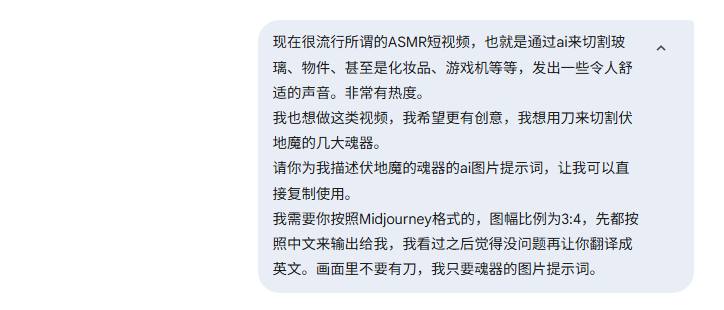 现在很流行所谓的ASMR短视频，也就是通过ai来切割玻
璃、物件、甚至是化妆品、游戏机等等，发出一些令人舒
适的声音。非常有热度。
我也想做这类视频，我希望更有创意，我想用刀来切割伏
地魔的几大魂器。
请你为我描述伏地魔的魂器的ai图片提示词，让我可以直
接复制使用。
我需要你按照Midjourney格式的，图幅比例为3:4，先都按
照中文来输出给我，我看过之后觉得没问题再让你翻译成
英文。画面里不要有刀，我只要魂器的图片提示词。